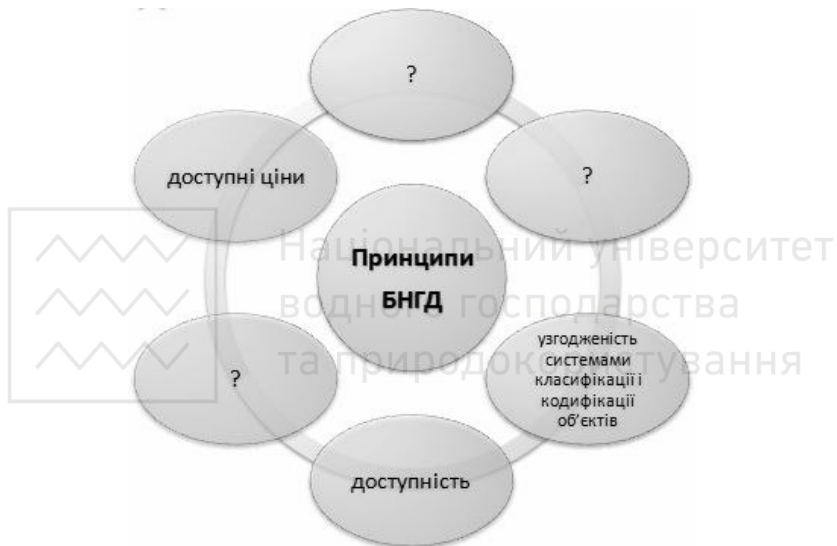 ?
?
доступні ціни
Принципи
БНГД
Національний університет
водного господарства
та природокористування
узгодженість
системами
класифікації і
кодифікації
об’єктів
?
доступність